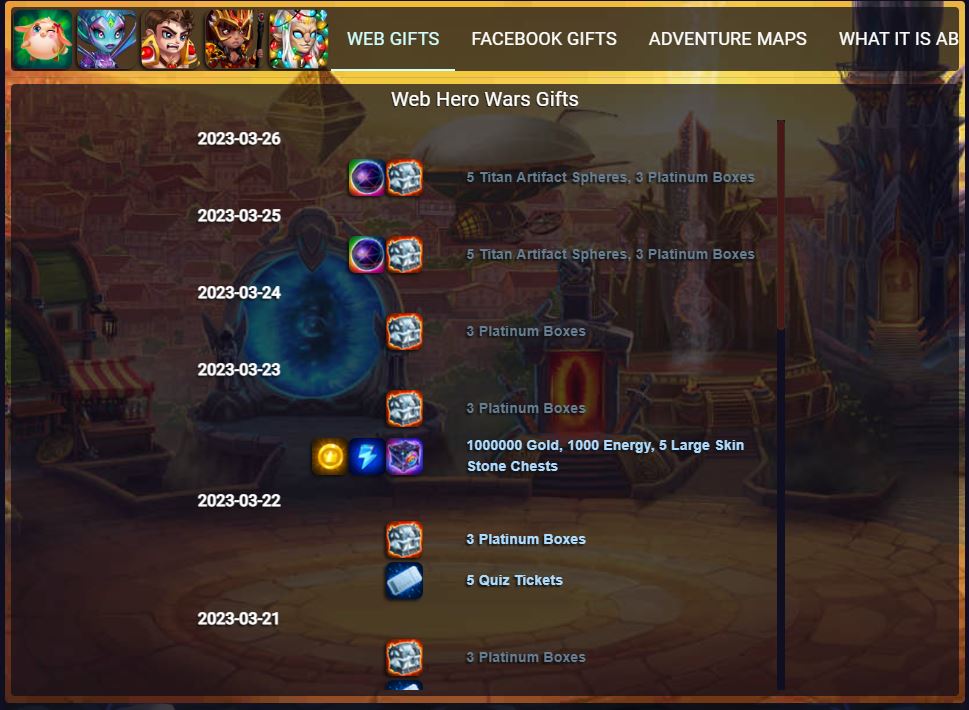 WEB GIFTS FACEBOOK GIFTS ADVENTURE MAPS WHAT IT IS AB
Web Hero Wars Gifts
2023-03-26
5 Titan Artifact Spheres, 3 Platinum Boxes
2023-03-25
5 Titan Artifact Spheres, 3 Platinum Boxes
2023-03-24
3 Platinum Boxes
2023-03-23
3 Platinum Boxes
1000000 Gold, 1000 Energy, 5 Large Skin
Stone Chests
2023-03-22
3 Platinum Boxes
5 Quiz Tickets
2023-03-21
3 Platinum Boxes